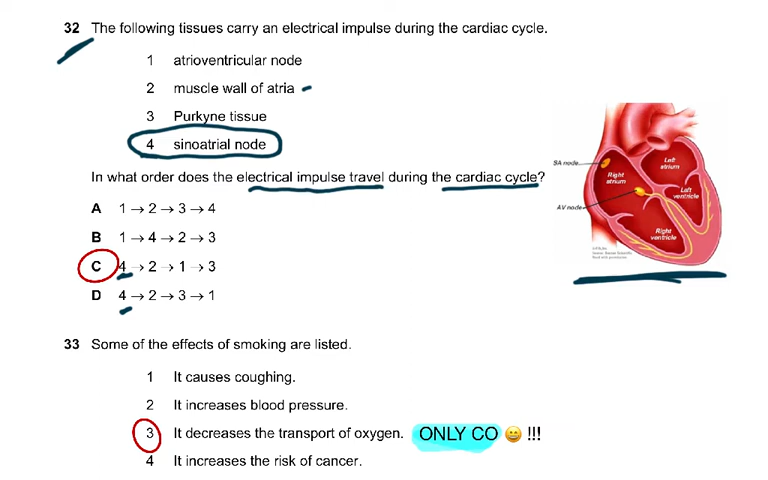 32 The following tissues carry an electrical impulse during the cardiac cycle.
1 atrioventricular node
2 muscle wall of atria
3 Purkyne tissue
4 sinoatrial node
In what order does the electrical impulse travel during the cardiac cycle?
A 1 → 2 → 3 → 4
B 1 → 4 → 2 → 3
C 4 → 2 → 1 → 3
D 4 → 2 → 3 → 1
SA node
Left atrium
Right atrium
Left ventricle
AV node
Right ventricle
33 Some of the effects of smoking are listed.
1 It causes coughing.
2 It increases blood pressure.
3 It decreases the transport of oxygen. ONLY CO 😄 !!!
4 It increases the risk of cancer.